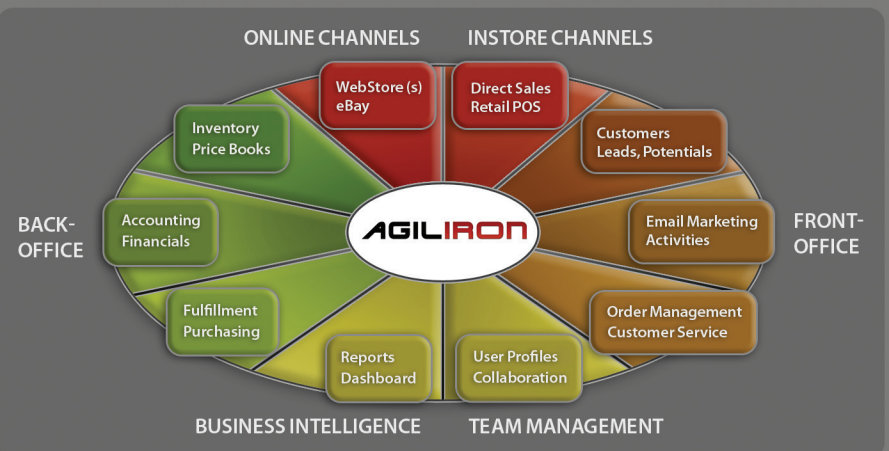 ONLINE CHANNELS
INSTORE CHANNELS
WebStore (s)
eBay
Direct Sales
Retail POS
Inventory
Price Books
Customers
Leads, Potentials
BACK-
OFFICE
Accounting
Financials
AGILIRON
Email Marketing
Activities
FRONT-
OFFICE
Fulfillment
Purchasing
Order Management
Customer Service
Reports
Dashboard
User Profiles
Collaboration
BUSINESS INTELLIGENCE
TEAM MANAGEMENT